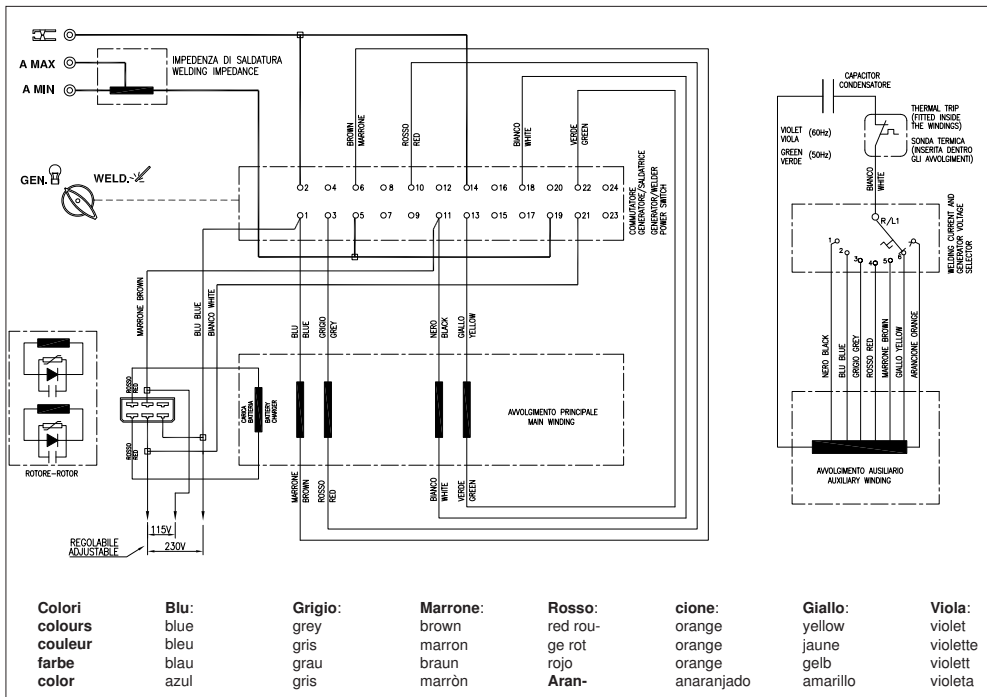 IMPEDENZA DI SALDATURA
WELDING IMPEDANCE
A MAX
A MIN
BROWN
MARRONE
ROSSO
RED
BIANCO
WHITE
VERDE
GREEN
GEN.
WELD.
2 4 6 8 10 12 14 16 18 20 22 24
1 3 5 7 9 11 13 15 17 19 21 23
COMMUTATORE
GENERATORE/SALDATRICE
GENERATOR/WELDER
POWER SWITCH
MARRONE BROWN
BLU BLUE
BIANCO WHITE
BLU
BLUE
GRIGIO
GREY
NERO
BLACK
GIALLO
YELLOW
ROSSO
RED
ROSSO
RED
CARICA
BATTERIA
BATTERY
CHARGER
AVVOLGIMENTO PRINCIPALE
MAIN WINDING
MARRONE
BROWN
ROSSO
RED
BIANCO
WHITE
VERDE
GREEN
ROTORE-ROTOR
115V
230V
REGOLABILE
ADJUSTABLE
CAPACITOR
CONDENSATORE
VIOLET
VIOLA (60Hz)
GREEN
VERDE (50Hz)
THERMAL TRIP
(FITTED INSIDE
THE WINDINGS)
SONDA TERMICA
(INSERITA DENTRO
GLI AVVOLGIMENTI)
BIANCO
WHITE
R/L1
1 2 3 4 5 6 7
WELDING CURRENT AND
GENERATOR VOLTAGE
SELECTOR
NERO BLACK
BLU BLUE
GRIGIO GREY
ROSSO RED
MARRONE BROWN
GIALLO YELLOW
ARANCIONE ORANGE
AVVOLGIMENTO AUSILIARIO
AUXILIARY WINDING
Colori Blu: Grigio: Marrone: Rosso: cione: Giallo: Viola:
colours blue grey brown red rou- orange yellow violet
couleur bleu gris marron ge rot orange jaune violette
farbe blau grau braun rojo orange gelb violett
color azul gris marròn Aran- anaranjado amarillo violeta